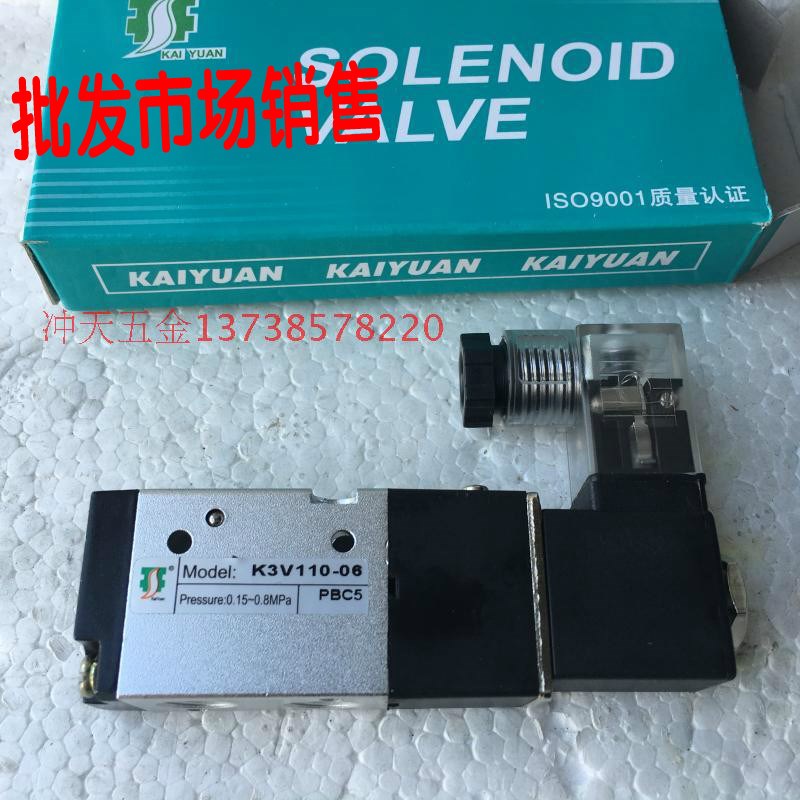 KAI YUAN
SOLENOID
VALVE
批发市场销售
ISO9001质量认证
KAIYUAN KAIYUAN KAIYUAN
冲天五金13738578220
Model: K3V110-06
Pressure:0.15~0.8MPa PBC5
KaiYuan